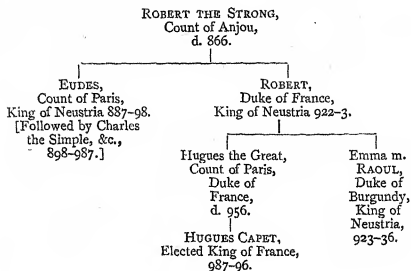 ROBERT THE STRONG,
Count of Anjou,
d. 866.
EUDES,
Count of Paris,
King of Neustria 887-98.
[Followed by Charles
the Simple, &c.,
898-987.]
ROBERT,
Duke of France,
King of Neustria 922-3.
Hugues the Great,
Count of Paris,
Duke of
France,
d. 956.
Emma m.
RAOUL,
Duke of
Burgundy,
King of
Neustria,
923-36.
HUGUES CAPET,
Elected King of France,
987-96.